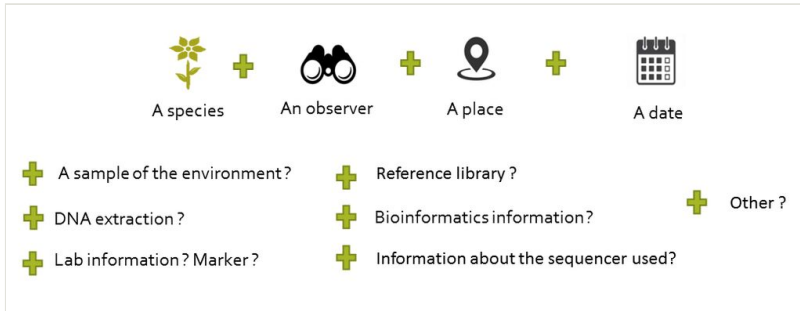 A species
An observer
A place
A date
A sample of the environment?
Reference library ?
DNA extraction ?
Bioinformatics information?
Other ?
Lab information? Marker ?
Information about the sequencer used?